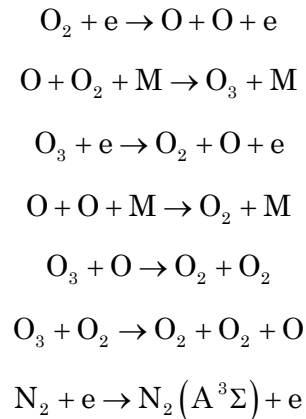 O₂ + e → O + O + e
O + O₂ + M → O₃ + M
O₃ + e → O₂ + O + e
O + O + M → O₂ + M
O₃ + O → O₂ + O₂
O₃ + O₂ → O₂ + O₂ + O
N₂ + e → N₂ (A ³Σ) + e